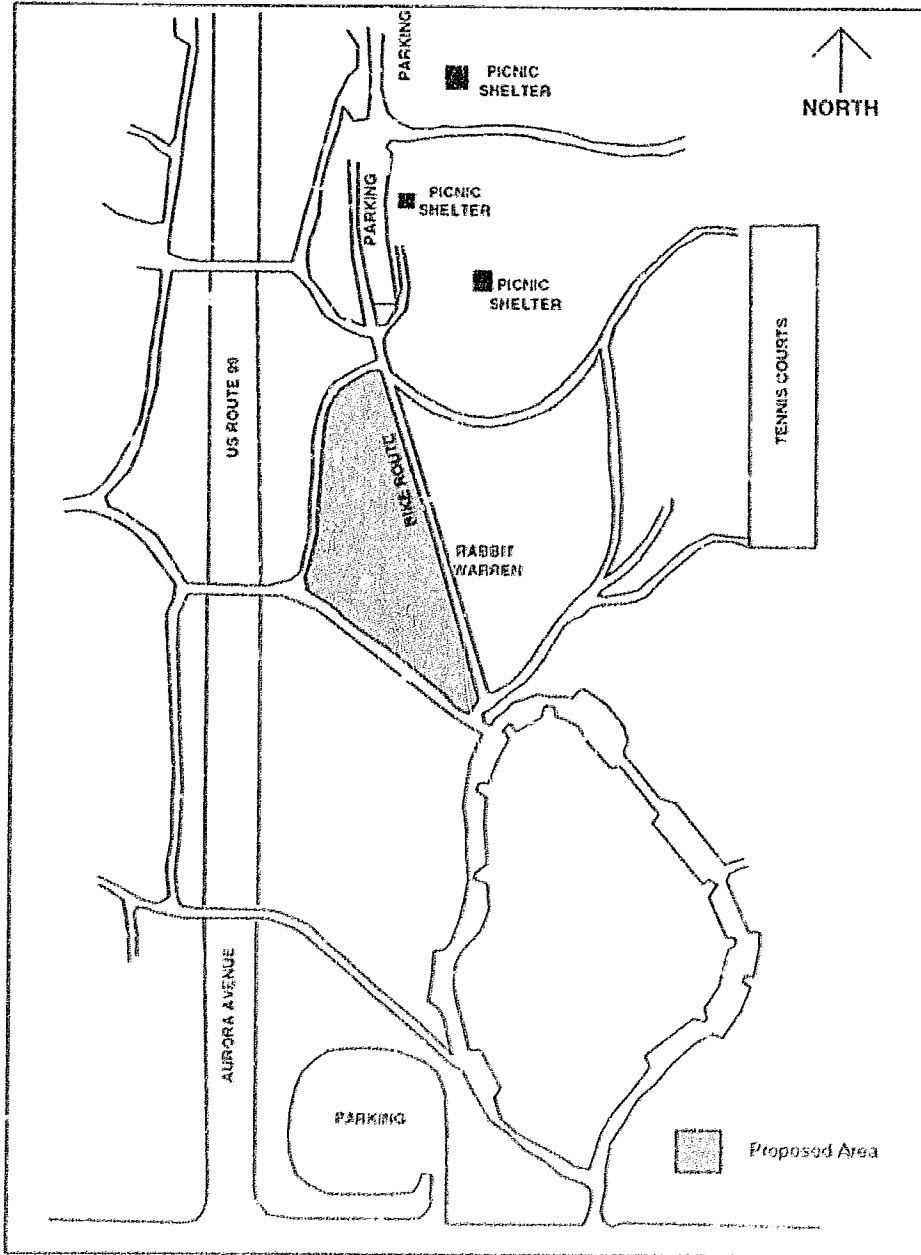 PARKING
PICNIC
SHELTER
NORTH
PARKING
PICNIC
SHELTER
PICNIC
SHELTER
US ROUTE 99
TENNIS COURTS
BIKE ROUTE
RABBIT
WARREN
AURORA AVENUE
PARKING
Proposed Area